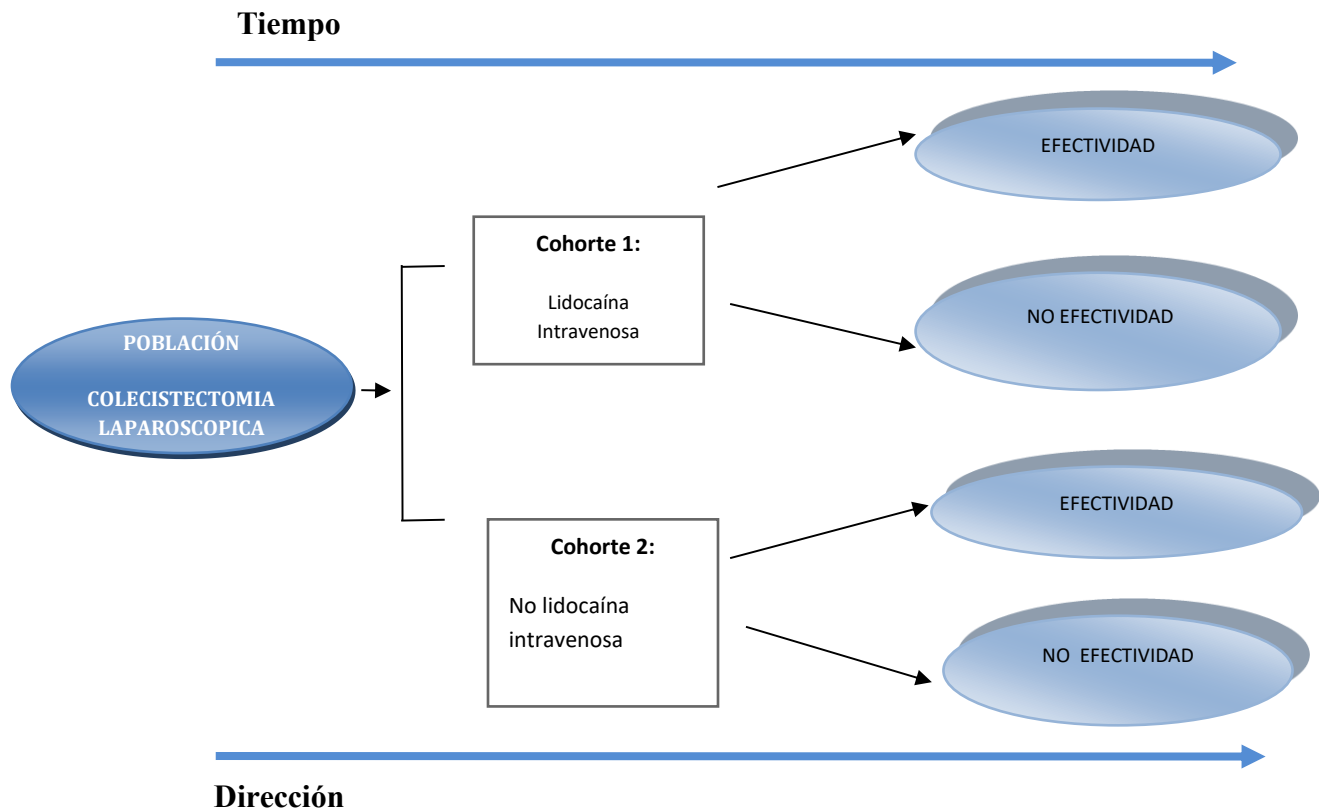 Tiempo
POBLACIÓN
COLECISTECTOMIA
LAPAROSCOPICA
Cohorte 1:
Lidocaína
Intravenosa
EFECTIVIDAD
NO EFECTIVIDAD
Cohorte 2:
No lidocaína
intravenosa
EFECTIVIDAD
NO EFECTIVIDAD
Dirección